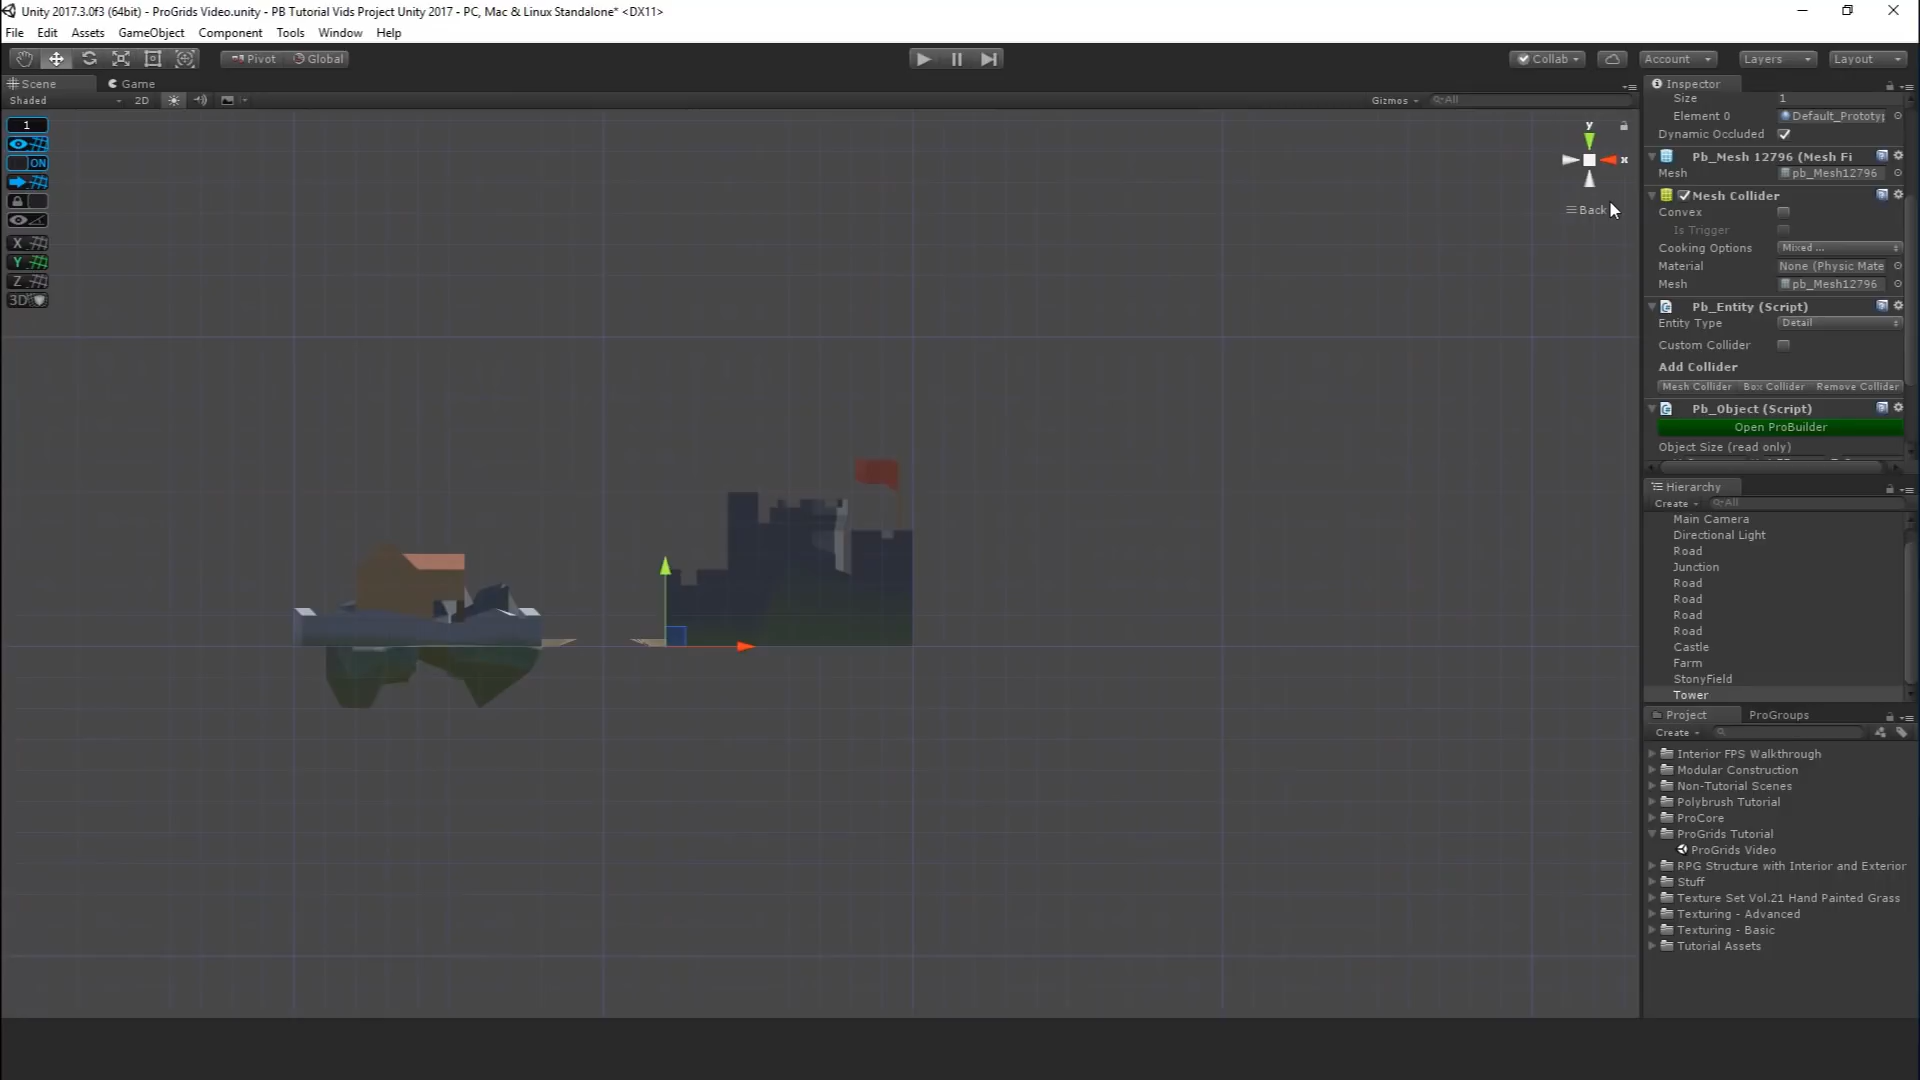 Unity 2017.3.0f3 (64bit) - ProGrids Video.unity - PB Tutorial Vids Project Unity 2017 - PC, Mac & Linux Standalone* <DX11>
File Edit Assets GameObject Component Tools Window Help
Pivot Global Collab Account Layers Layout
Scene Game
Shaded 2D Gizmos All
1
ON
X
Y
Z
3D
y
x
Back
Inspector
Size 1
Element 0 Default_Prototyp
Dynamic Occluded
Pb_Mesh 12796 (Mesh Fi
Mesh pb_Mesh12796
Mesh Collider
Convex
Is Trigger
Cooking Options Mixed ...
Material None (Physic Mate
Mesh pb_Mesh12796
Pb_Entity (Script)
Entity Type Detail
Custom Collider
Add Collider
Mesh Collider Box Collider Remove Collider
Pb_Object (Script)
Open ProBuilder
Object Size (read only)
Hierarchy
Create All
Main Camera
Directional Light
Road
Junction
Road
Road
Road
Road
Castle
Farm
StonyField
Tower
Project ProGroups
Create
Interior FPS Walkthrough
Modular Construction
Non-Tutorial Scenes
Polybrush Tutorial
ProCore
ProGrids Tutorial
ProGrids Video
RPG Structure with Interior and Exterior
Stuff
Texture Set Vol.21 Hand Painted Grass
Texturing - Advanced
Texturing - Basic
Tutorial Assets